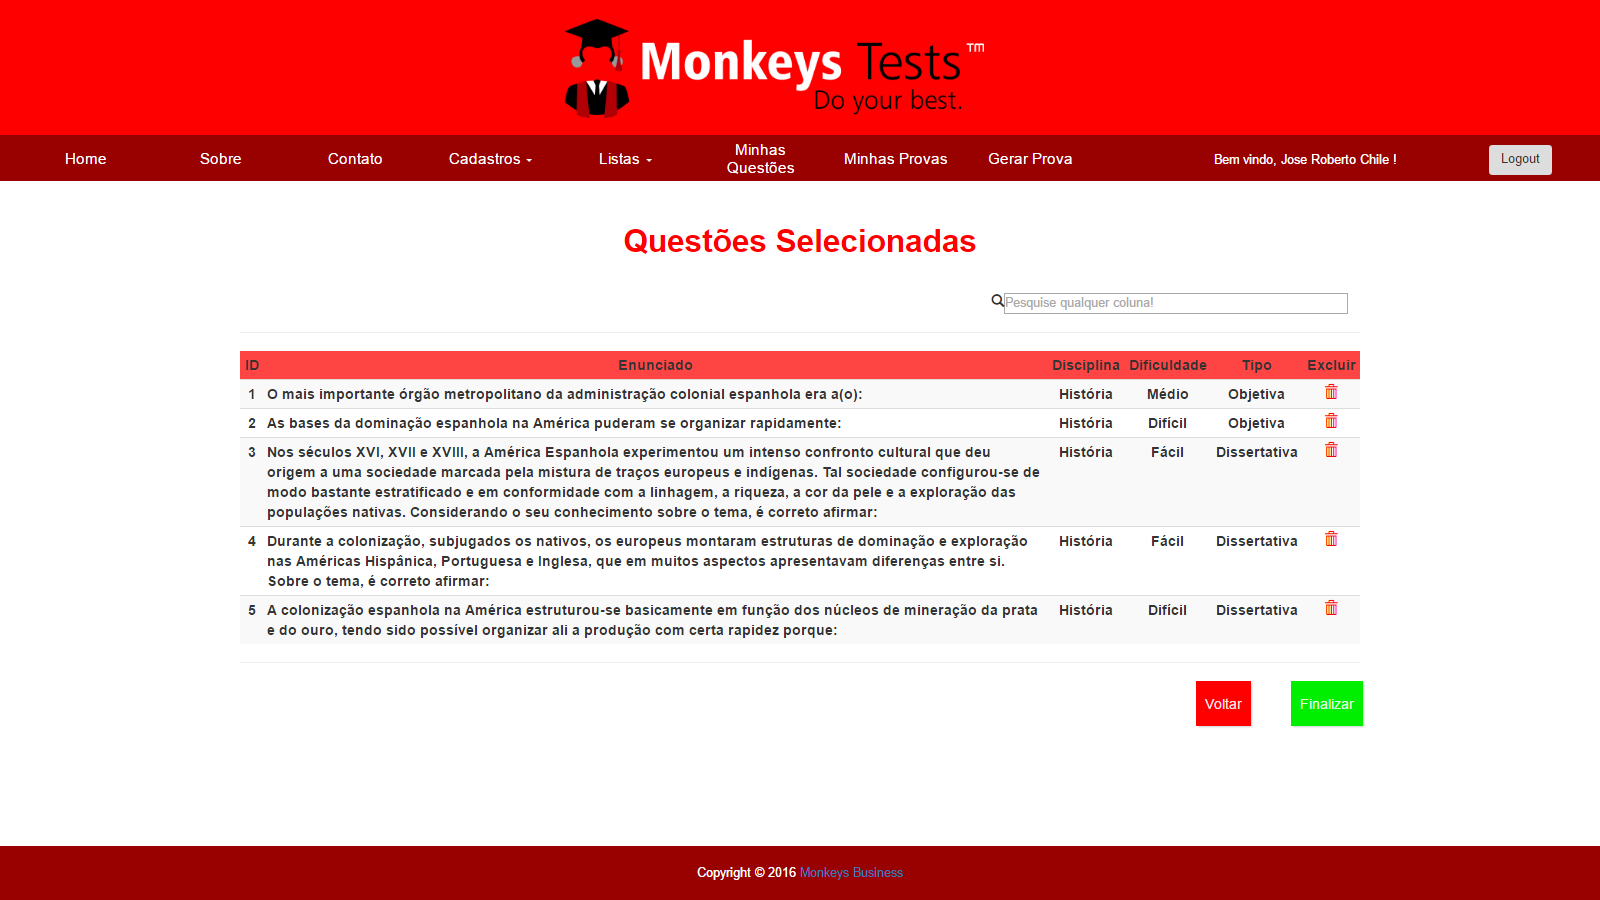 Monkeys Tests™
Do your best.
Home
Sobre
Contato
Cadastros
Listas
Minhas
Questões
Minhas Provas
Gerar Prova
Bem vindo, Jose Roberto Chile !
Logout
Questões Selecionadas
Pesquise qualquer coluna!
ID Enunciado Disciplina Dificuldade Tipo Excluir
1 O mais importante órgão metropolitano da administração colonial espanhola era a(o): História Médio Objetiva
2 As bases da dominação espanhola na América puderam se organizar rapidamente: História Difícil Objetiva
3 Nos séculos XVI, XVII e XVIII, a América Espanhola experimentou um intenso confronto cultural que deu História Fácil Dissertativa
origem a uma sociedade marcada pela mistura de traços europeus e indígenas. Tal sociedade configurou-se de
modo bastante estratificado e em conformidade com a linhagem, a riqueza, a cor da pele e a exploração das
populações nativas. Considerando o seu conhecimento sobre o tema, é correto afirmar:
4 Durante a colonização, subjugados os nativos, os europeus montaram estruturas de dominação e exploração História Fácil Dissertativa
nas Américas Hispânica, Portuguesa e Inglesa, que em muitos aspectos apresentavam diferenças entre si.
Sobre o tema, é correto afirmar:
5 A colonização espanhola na América estruturou-se basicamente em função dos núcleos de mineração da prata História Difícil Dissertativa
e do ouro, tendo sido possível organizar ali a produção com certa rapidez porque:
Voltar
Finalizar
Copyright © 2016 Monkeys Business